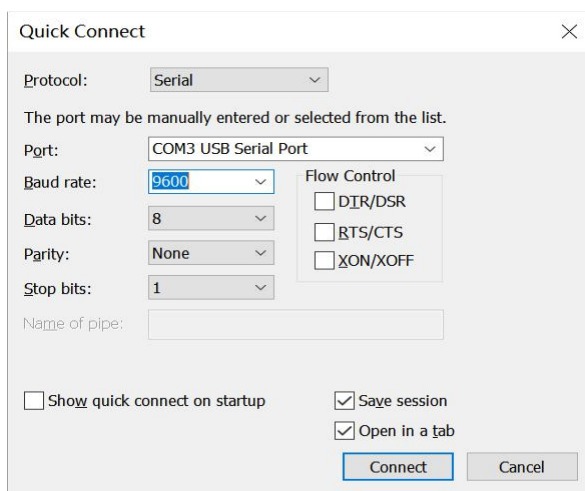 Quick Connect
Protocol: Serial
The port may be manually entered or selected from the list.
Port: COM3 USB Serial Port
Baud rate: 9600
Flow Control
DTR/DSR
Data bits: 8
RTS/CTS
Parity: None
XON/XOFF
Stop bits: 1
Name of pipe:
Show quick connect on startup
Save session
Open in a tab
Connect
Cancel